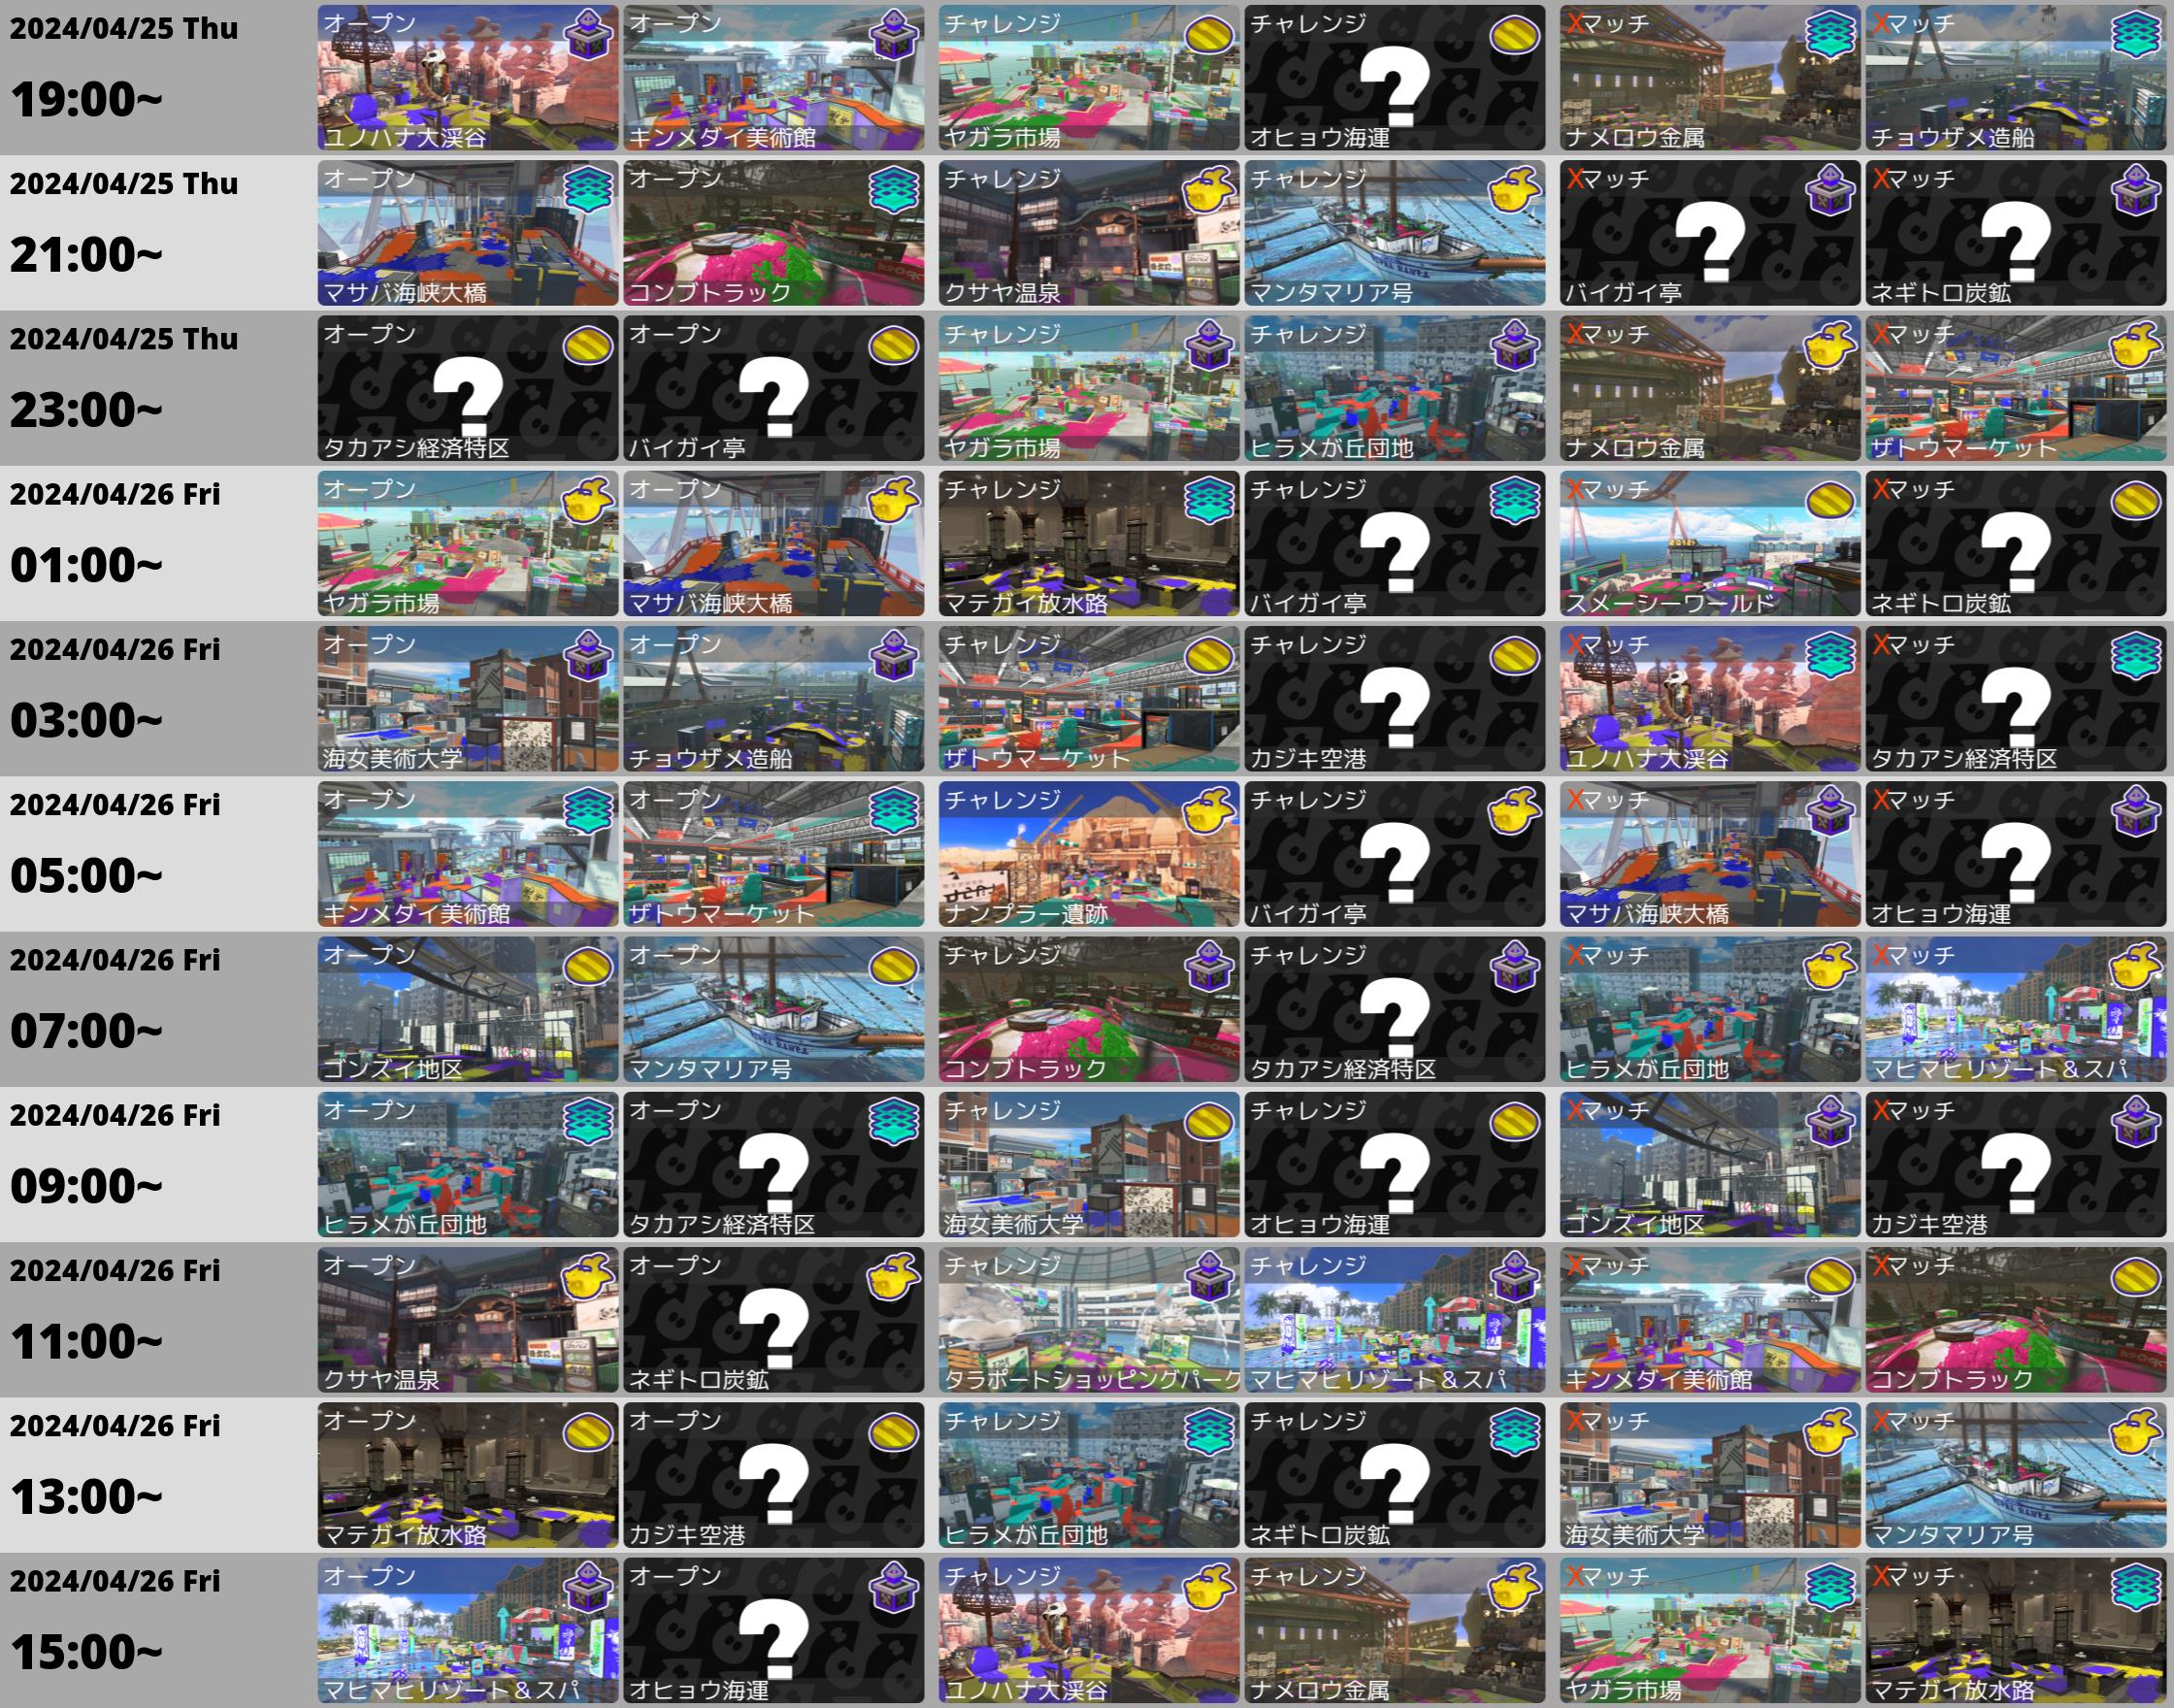 2024/04/25 Thu
19:00~
オープン
ユノハナ大渓谷
オープン
キンメダイ美術館
チャレンジ
ヤガラ市場
チャレンジ
?
オヒョウ海運
Xマッチ
ナメロウ金属
Xマッチ
チョウザメ造船
2024/04/25 Thu
21:00~
オープン
マサバ海峡大橋
オープン
コンブトラック
チャレンジ
クサヤ温泉
チャレンジ
マンタマリア号
Xマッチ
?
バイガイ亭
Xマッチ
?
ネギトロ炭鉱
2024/04/25 Thu
23:00~
オープン
?
タカアシ経済特区
オープン
?
バイガイ亭
チャレンジ
ヤガラ市場
チャレンジ
ヒラメが丘団地
Xマッチ
ナメロウ金属
Xマッチ
ザトウマーケット
2024/04/26 Fri
01:00~
オープン
ヤガラ市場
オープン
マサバ海峡大橋
チャレンジ
マテガイ放水路
チャレンジ
?
バイガイ亭
Xマッチ
スメーシーワールド
Xマッチ
?
ネギトロ炭鉱
2024/04/26 Fri
03:00~
オープン
海女美術大学
オープン
チョウザメ造船
チャレンジ
ザトウマーケット
チャレンジ
?
カジキ空港
Xマッチ
ユノハナ大渓谷
Xマッチ
?
タカアシ経済特区
2024/04/26 Fri
05:00~
オープン
キンメダイ美術館
オープン
ザトウマーケット
チャレンジ
ナンプラー遺跡
チャレンジ
?
バイガイ亭
Xマッチ
マサバ海峡大橋
Xマッチ
?
オヒョウ海運
2024/04/26 Fri
07:00~
オープン
ゴンズイ地区
オープン
マンタマリア号
チャレンジ
コンブトラック
チャレンジ
?
タカアシ経済特区
Xマッチ
ヒラメが丘団地
Xマッチ
マヒマヒリゾート&スパ
2024/04/26 Fri
09:00~
オープン
ヒラメが丘団地
オープン
?
タカアシ経済特区
チャレンジ
海女美術大学
チャレンジ
?
オヒョウ海運
Xマッチ
ゴンズイ地区
Xマッチ
?
カジキ空港
2024/04/26 Fri
11:00~
オープン
クサヤ温泉
オープン
?
ネギトロ炭鉱
チャレンジ
タラポートショッピングパーク
チャレンジ
マヒマヒリゾート&スパ
Xマッチ
キンメダイ美術館
Xマッチ
コンブトラック
2024/04/26 Fri
13:00~
オープン
マテガイ放水路
オープン
?
カジキ空港
チャレンジ
ヒラメが丘団地
チャレンジ
?
ネギトロ炭鉱
Xマッチ
海女美術大学
Xマッチ
マンタマリア号
2024/04/26 Fri
15:00~
オープン
マヒマヒリゾート&スパ
オープン
?
オヒョウ海運
チャレンジ
ユノハナ大渓谷
チャレンジ
ナメロウ金属
Xマッチ
ヤガラ市場
Xマッチ
マテガイ放水路